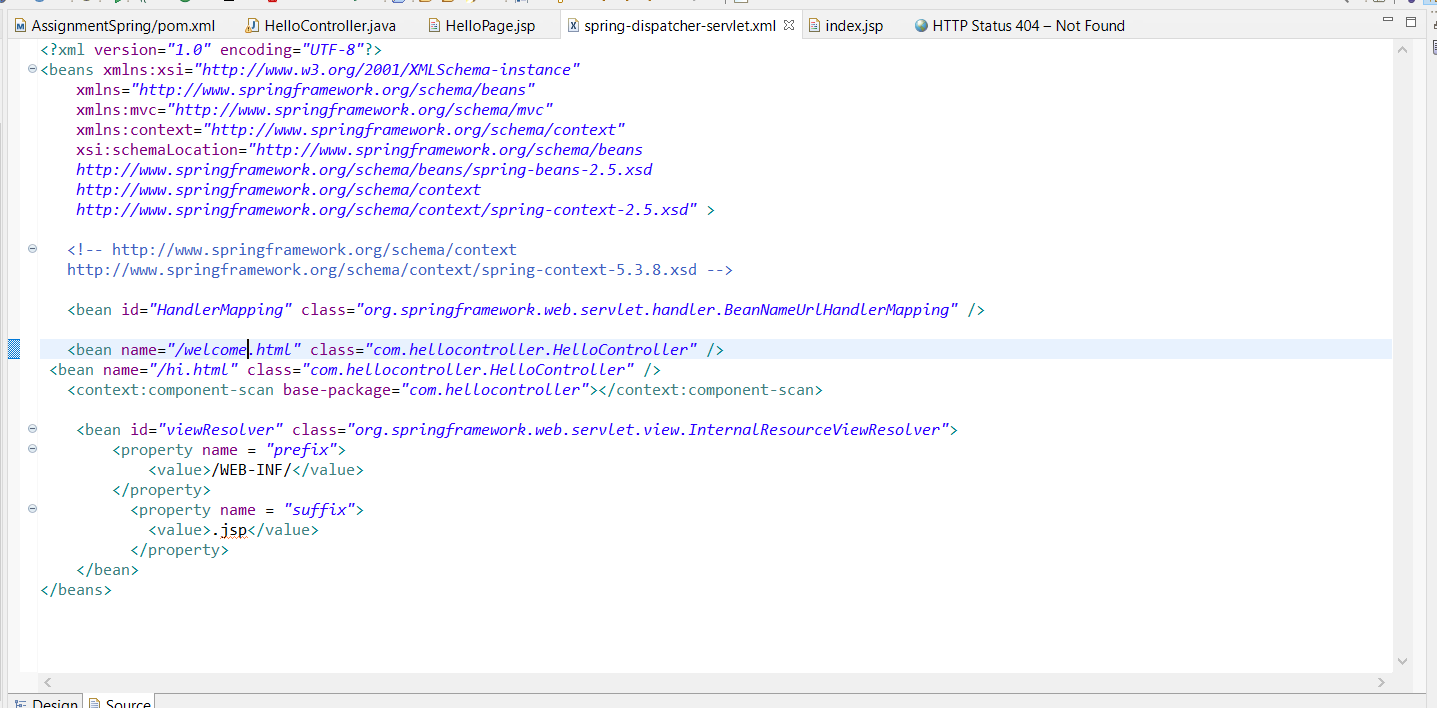 AssignmentSpring/pom.xml HelloController.java HelloPage.jsp spring-dispatcher-servlet.xml index.jsp HTTP Status 404 – Not Found
<?xml version="1.0" encoding="UTF-8"?>
<beans xmlns:xsi="http://www.w3.org/2001/XMLSchema-instance"
xmlns="http://www.springframework.org/schema/beans"
xmlns:mvc="http://www.springframework.org/schema/mvc"
xmlns:context="http://www.springframework.org/schema/context"
xsi:schemaLocation="http://www.springframework.org/schema/beans
http://www.springframework.org/schema/beans/spring-beans-2.5.xsd
http://www.springframework.org/schema/context
http://www.springframework.org/schema/context/spring-context-2.5.xsd" >
<!-- http://www.springframework.org/schema/context
http://www.springframework.org/schema/context/spring-context-5.3.8.xsd -->
<bean id="HandlerMapping" class="org.springframework.web.servlet.handler.BeanNameUrlHandlerMapping" />
<bean name="/welcome.html" class="com.hellocontroller.HelloController" />
<bean name="/hi.html" class="com.hellocontroller.HelloController" />
<context:component-scan base-package="com.hellocontroller"></context:component-scan>
<bean id="viewResolver" class="org.springframework.web.servlet.view.InternalResourceViewResolver">
<property name = "prefix">
<value>/WEB-INF/</value>
</property>
<property name = "suffix">
<value>.jsp</value>
</property>
</bean>
</beans>
Design Source